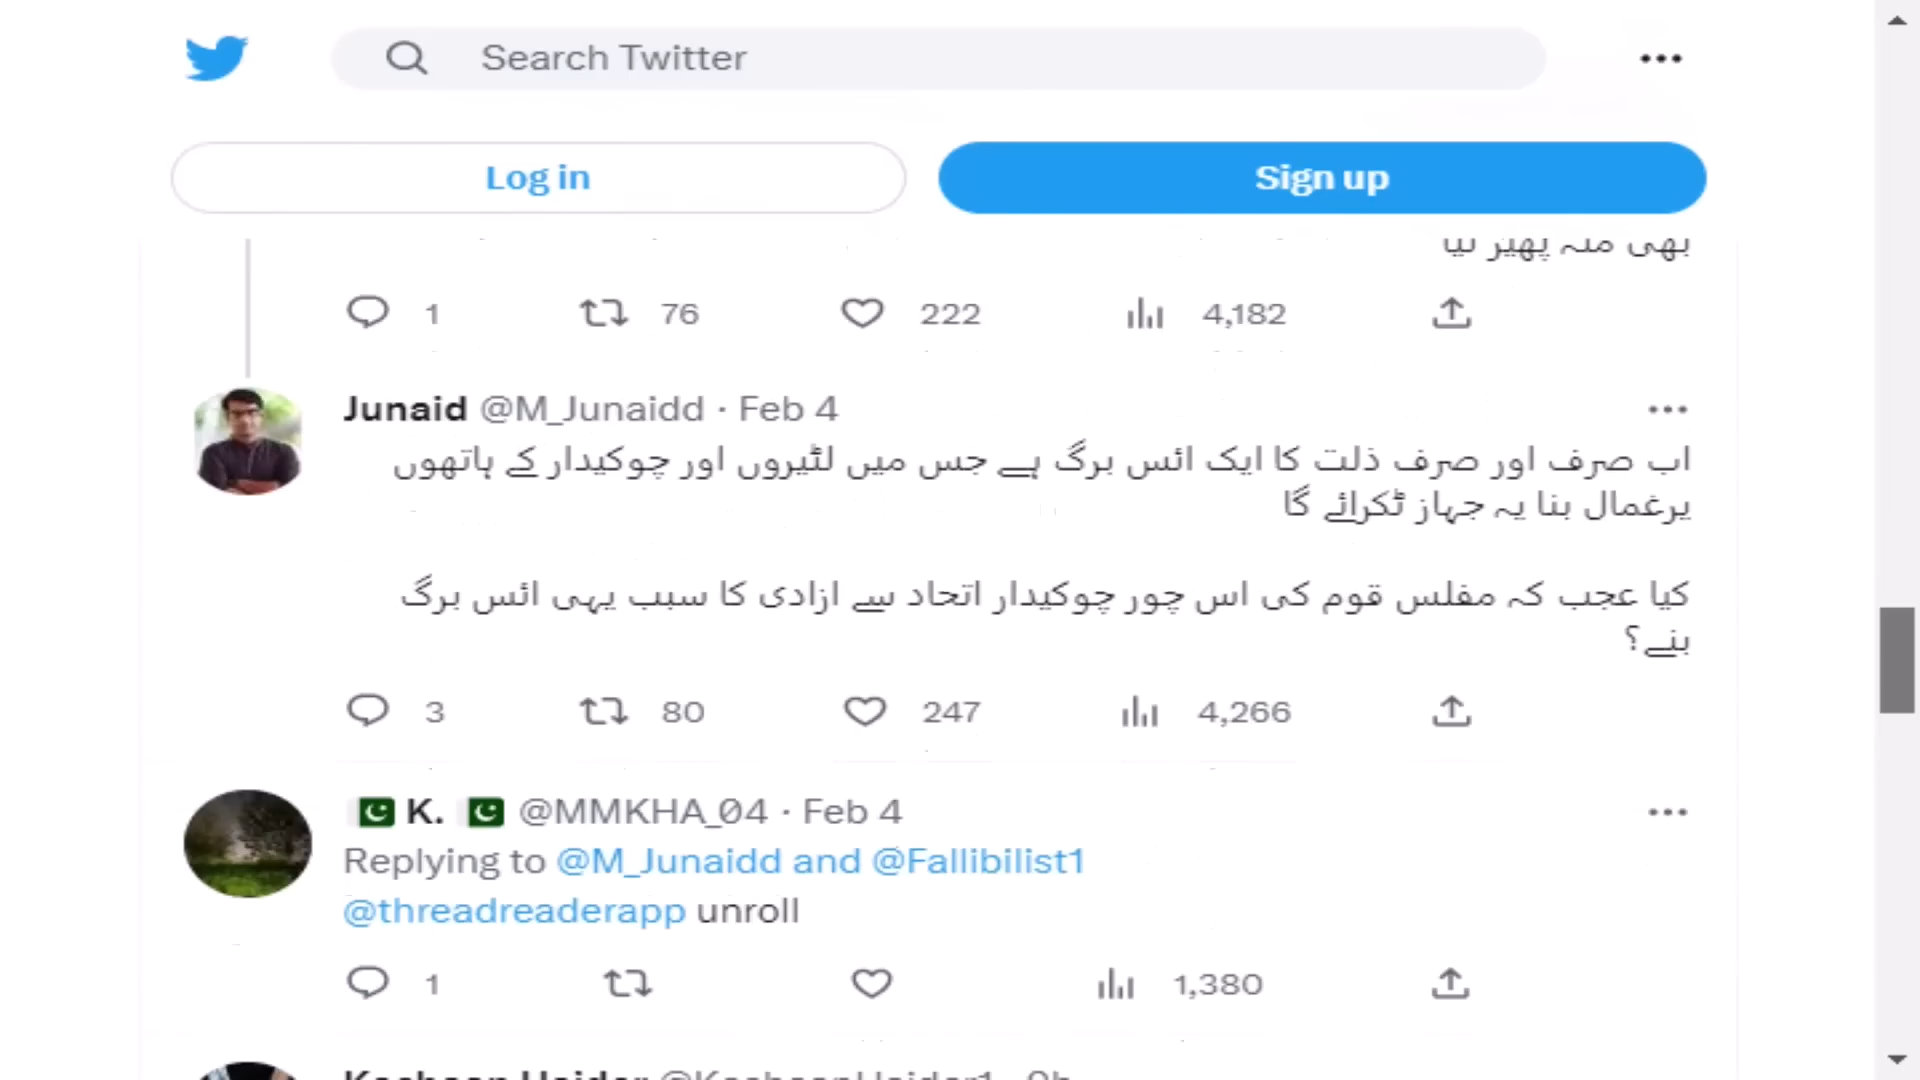 Search Twitter
Log in
Sign up
بھی منہ پھیر لیا
1 76 222 4,182
Junaid @M_Junaidd · Feb 4
اب صرف اور صرف ذلت کا ایک ائس برگ ہے جس میں لٹیروں اور چوکیدار کے ہاتھوں
یرغمال بنا یہ جہاز ٹکرائے گا
کیا عجب کہ مفلس قوم کی اس چور چوکیدار اتحاد سے ازادی کا سبب یہی ائس برگ
بنے؟
3 80 247 4,266
K. @MMKHA_04 · Feb 4
Replying to @M_Junaidd and @Fallibilist1
@threadreaderapp unroll
1 1,380